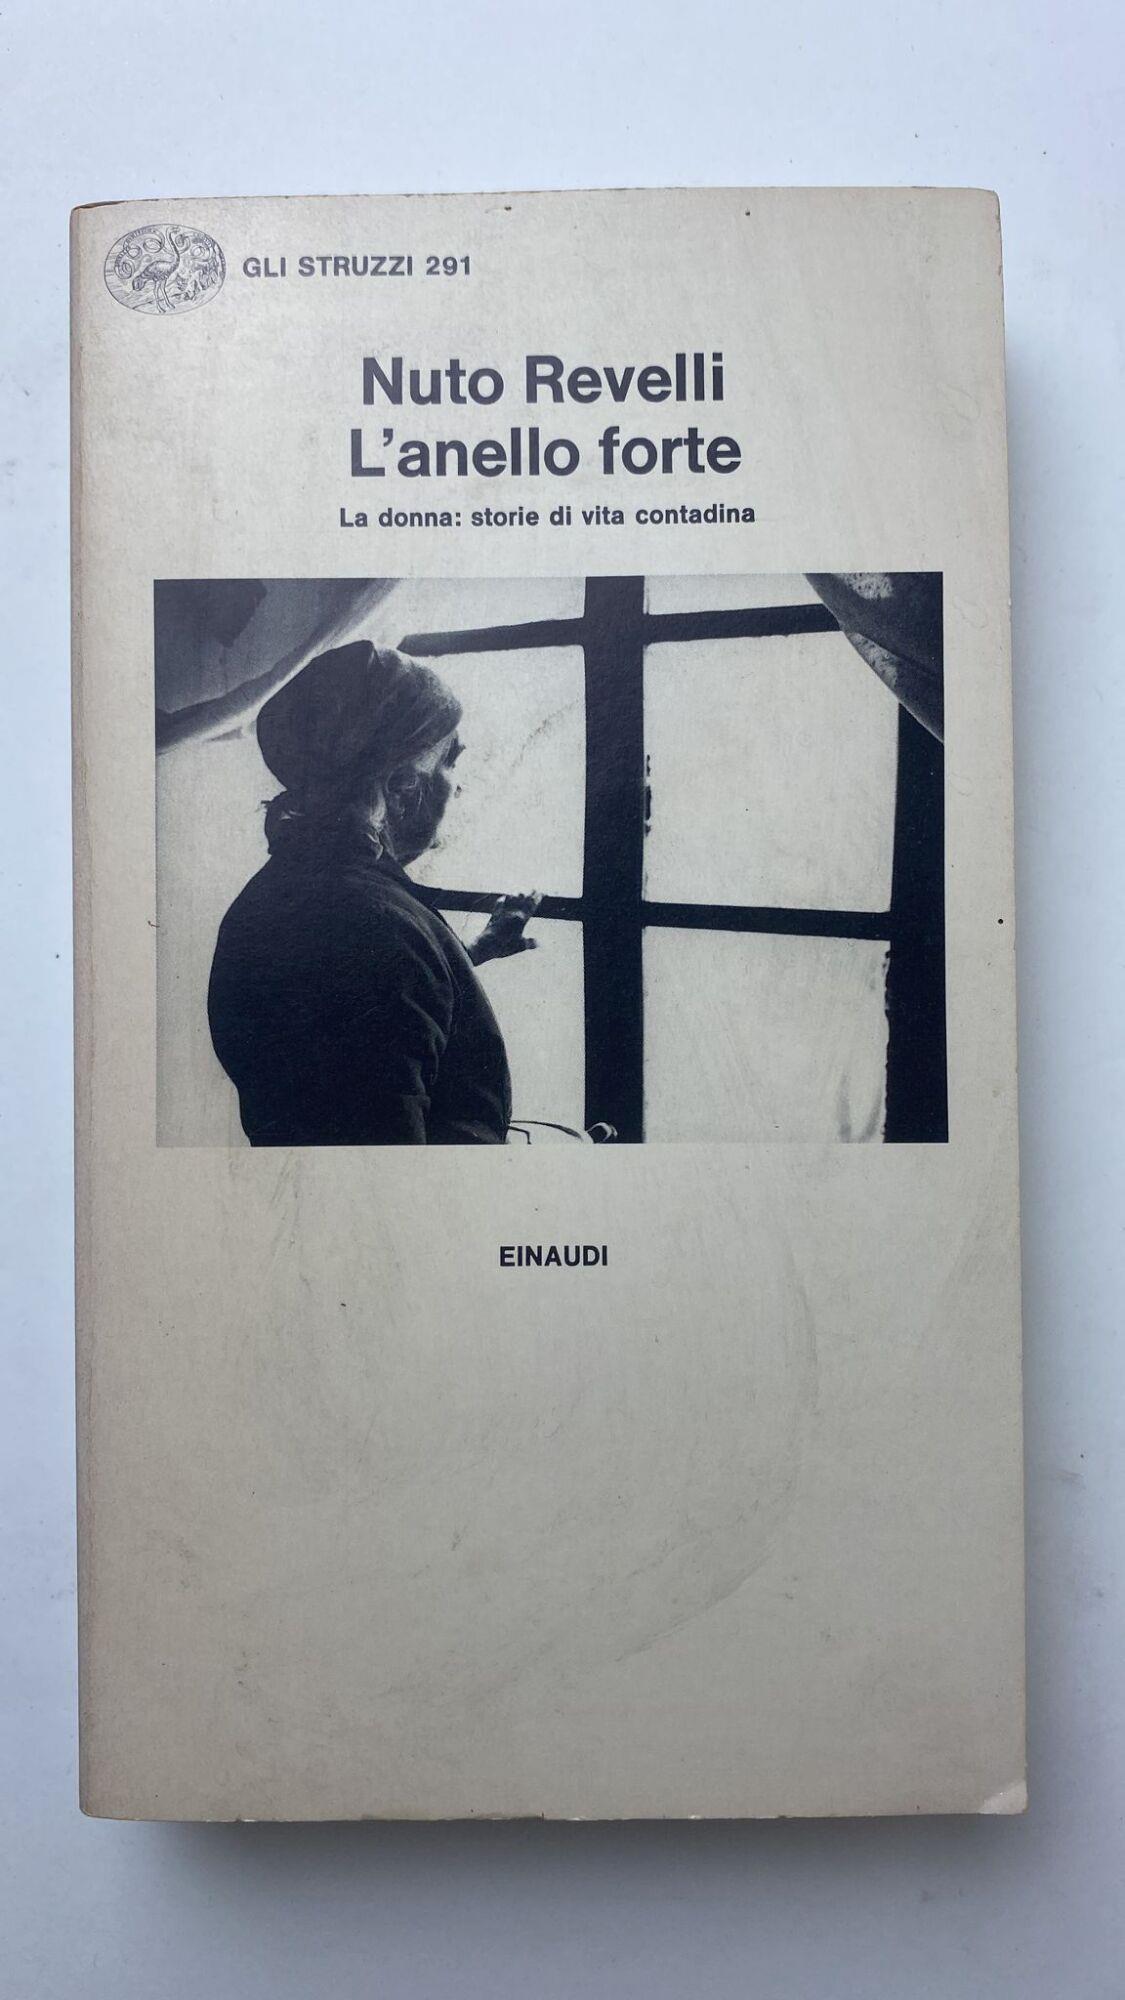 GLI STRUZZI 291
Nuto Revelli
L'anello forte
La donna: storie di vita contadina
EINAUDI